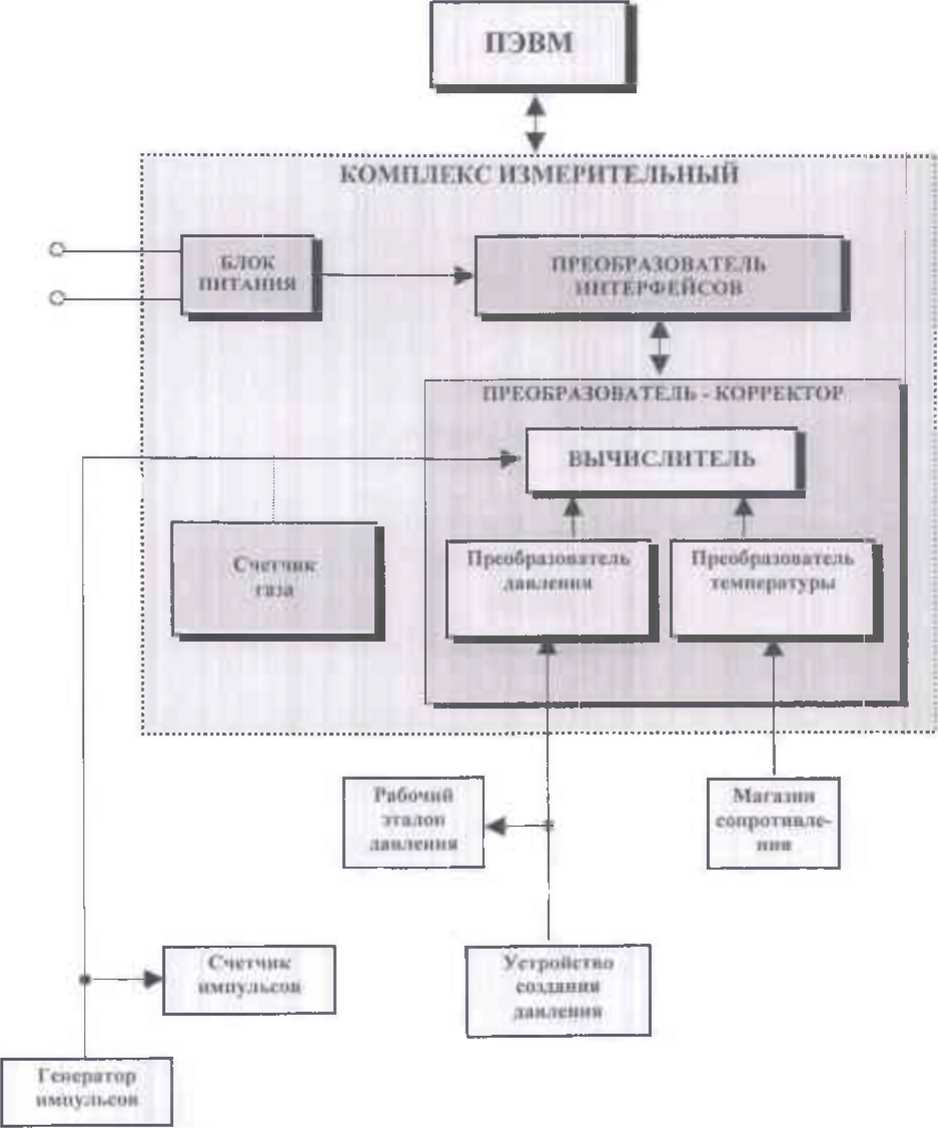 ПЭВМ
КОМПЛЕКС ИЗМЕРИТЕЛЬНЫЙ
БЛОК
ПИТАНИЯ
ПРЕОБРАЗОВАТЕЛЬ
ИНТЕРФЕЙСОВ
ПРЕОБРАЗОВАТЕЛЬ - КОРРЕКТОР
ВЫЧИСЛИТЕЛЬ
Счетчик
газа
Преобразователь
давления
Преобразователь
температуры
Рабочий
эталон
давления
Магазин
сопротивле-
ния
Счетчик
импульсов
Устройство
создания
давления
Генератор
импульсов